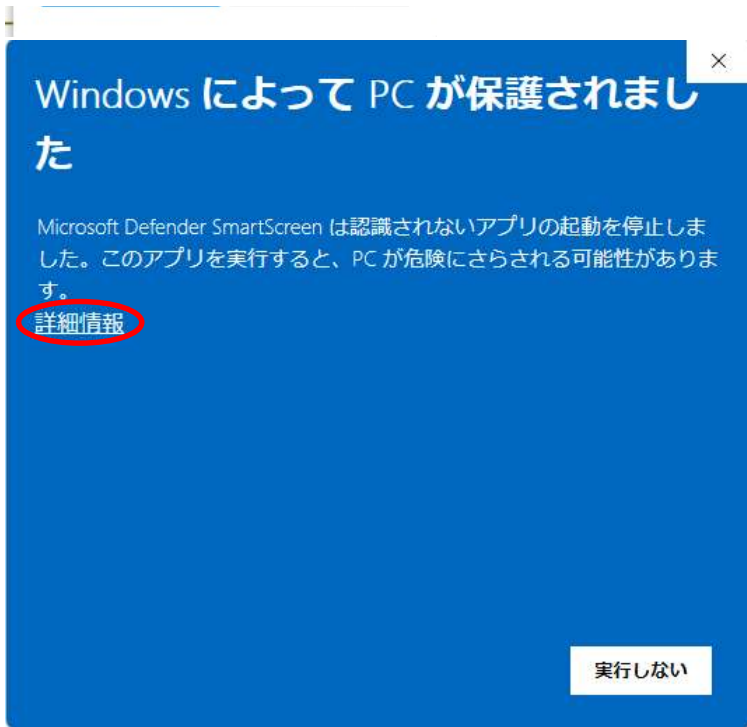 Windows によって PC が保護されまし
た
Microsoft Defender SmartScreen は認識されないアプリの起動を停止しま
した。このアプリを実行すると、PC が危険にさらされる可能性がありま
す。
詳細情報
実行しない